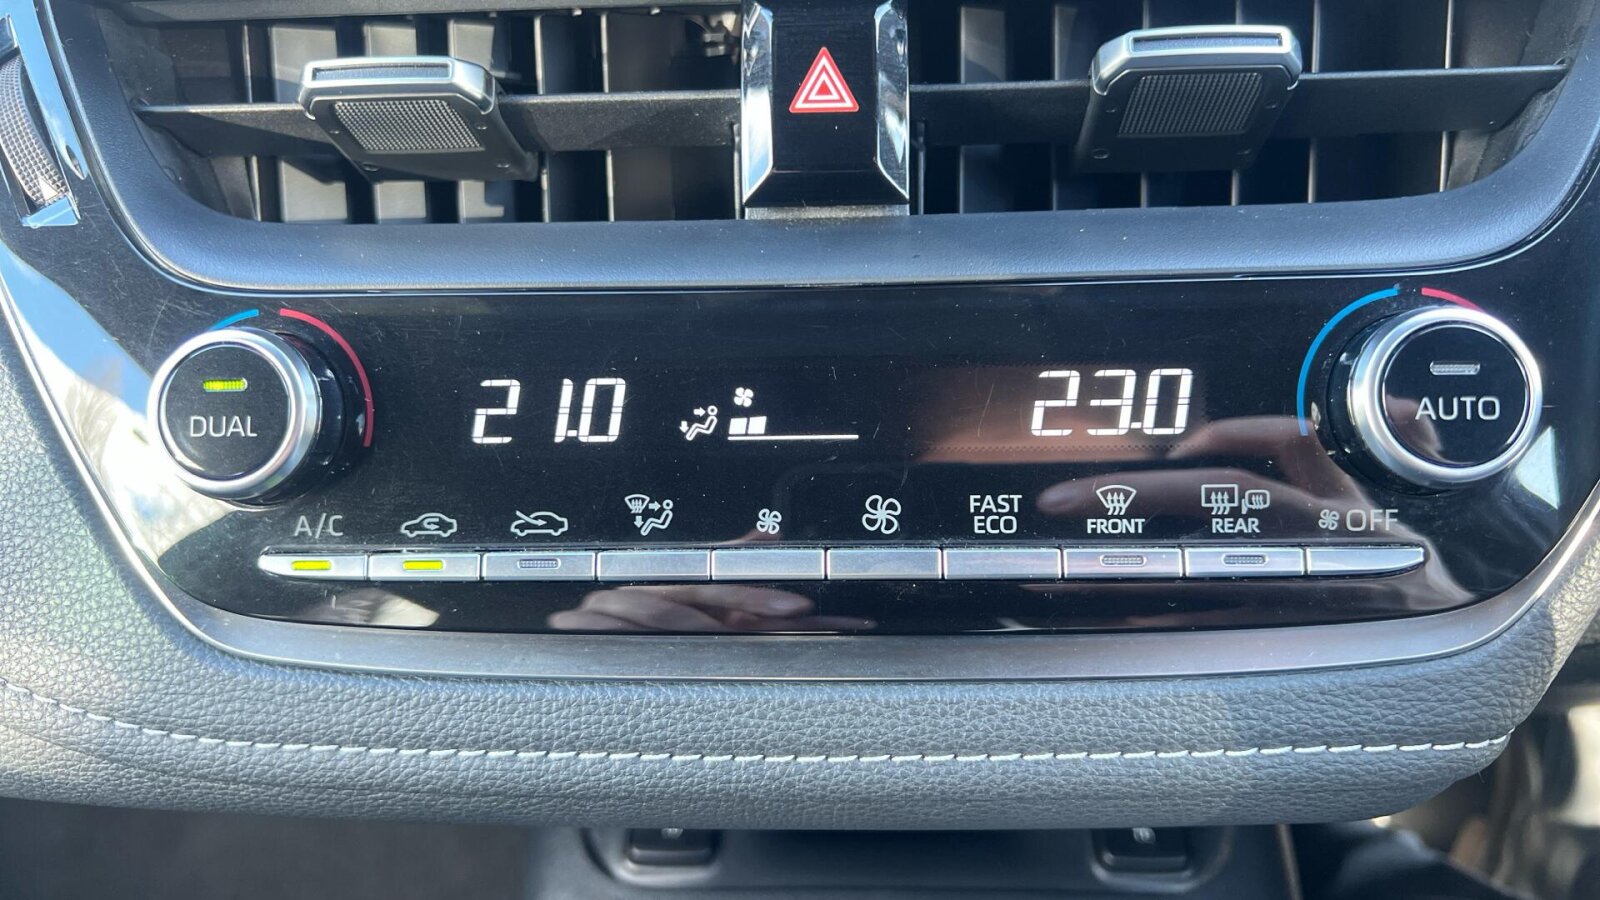 DUAL
21.0
23.0
AUTO
A/C
FAST
ECO
FRONT
REAR
OFF